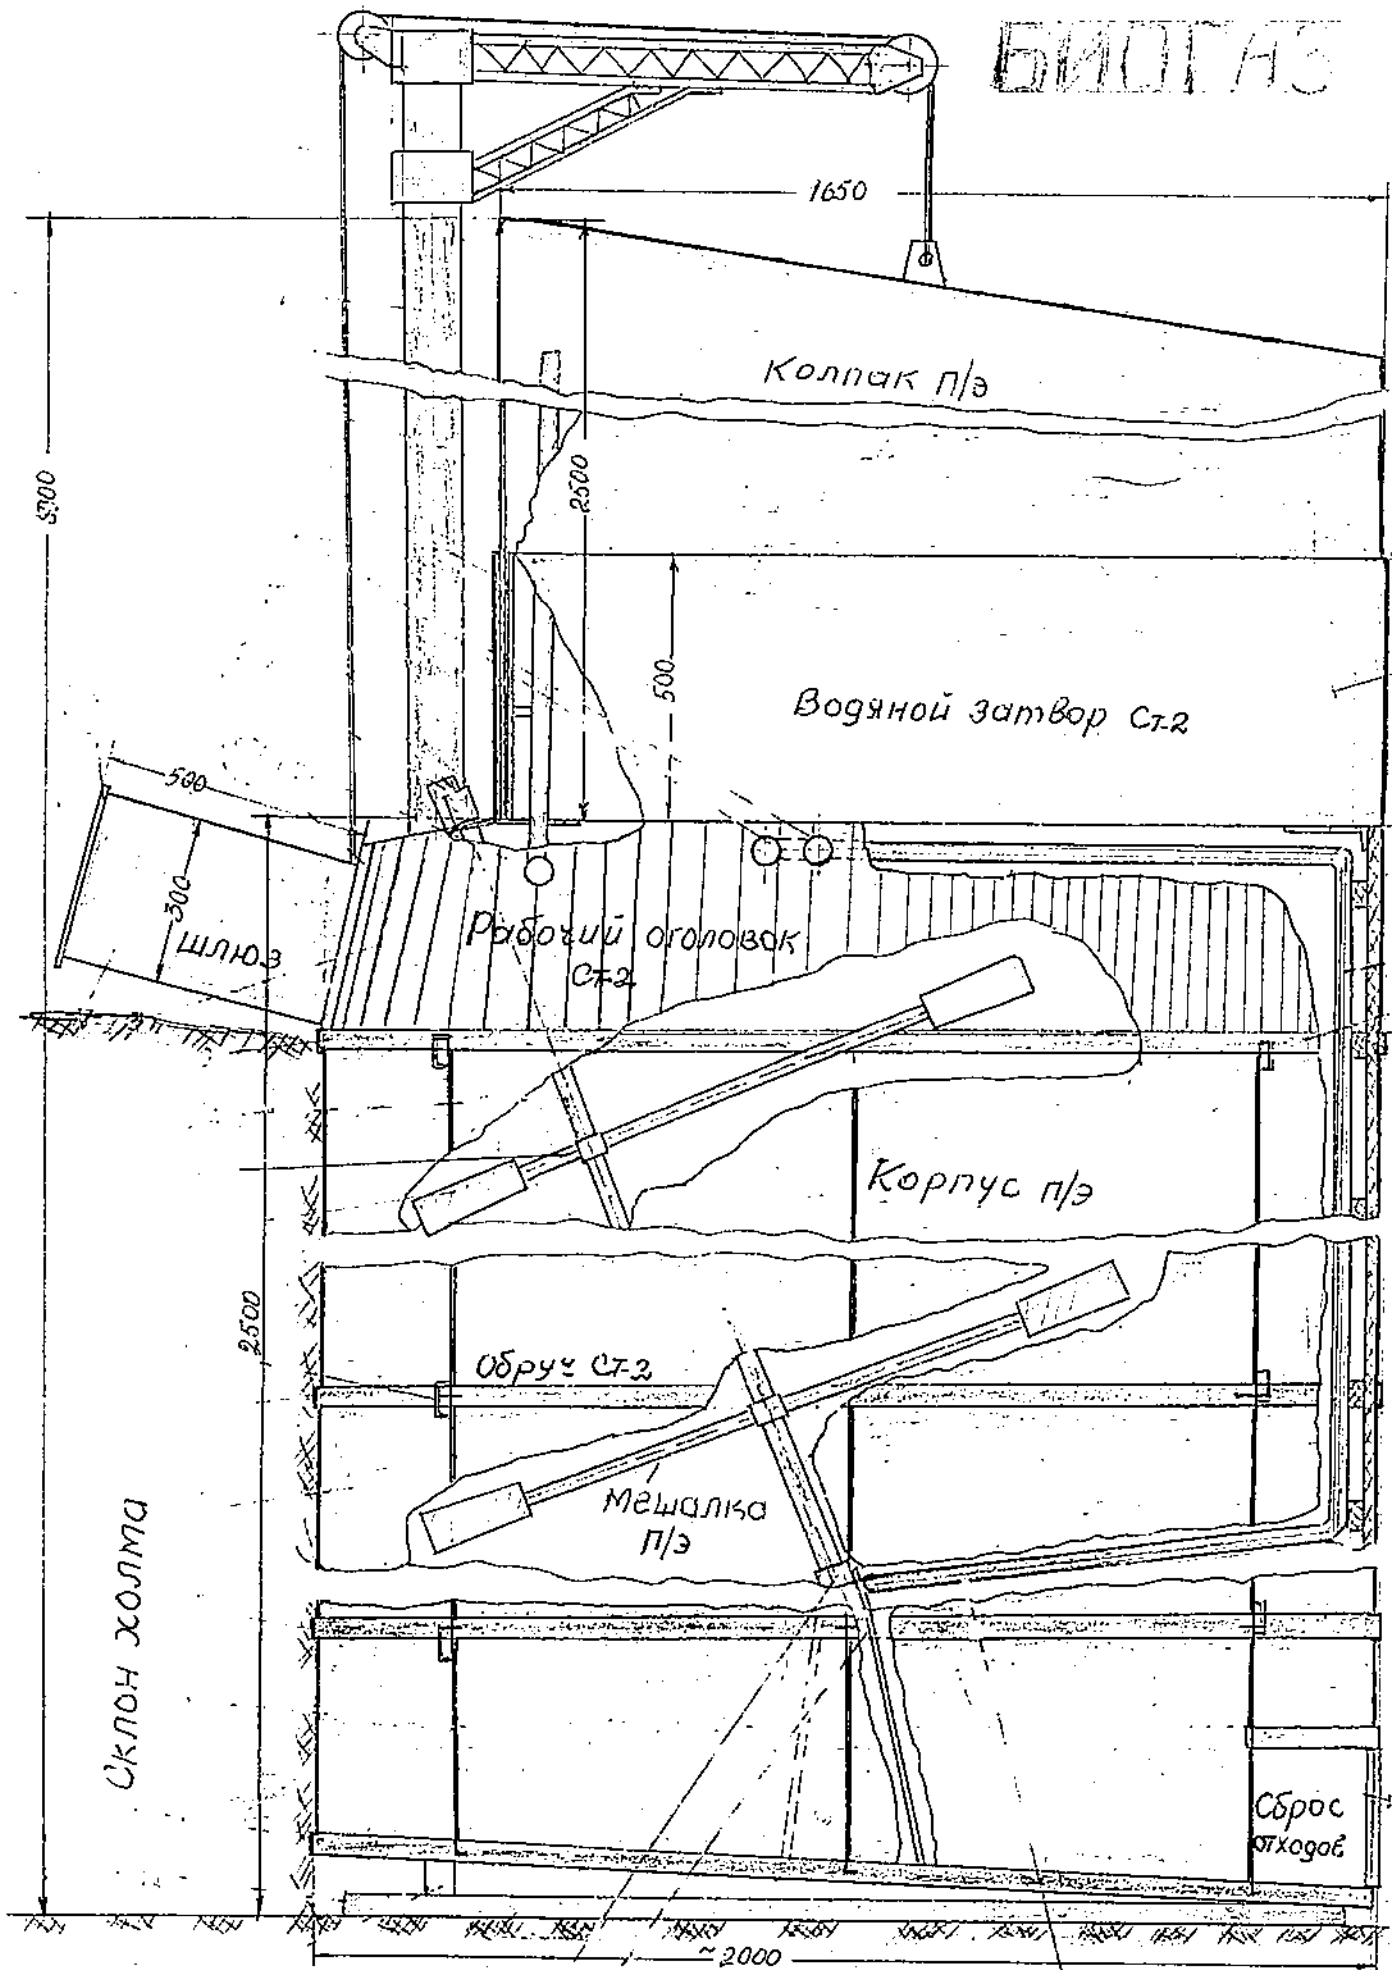 БИОГАЗ
1650
Колпак п/э
2500
500
Водяной затвор Ст-2
500
300
шлюз
Рабочий оголовок
Ст-2
Корпус п/э
2500
Обруч Ст-2
Мешалка
п/э
Склон холма
Сброс
отходов
~2000